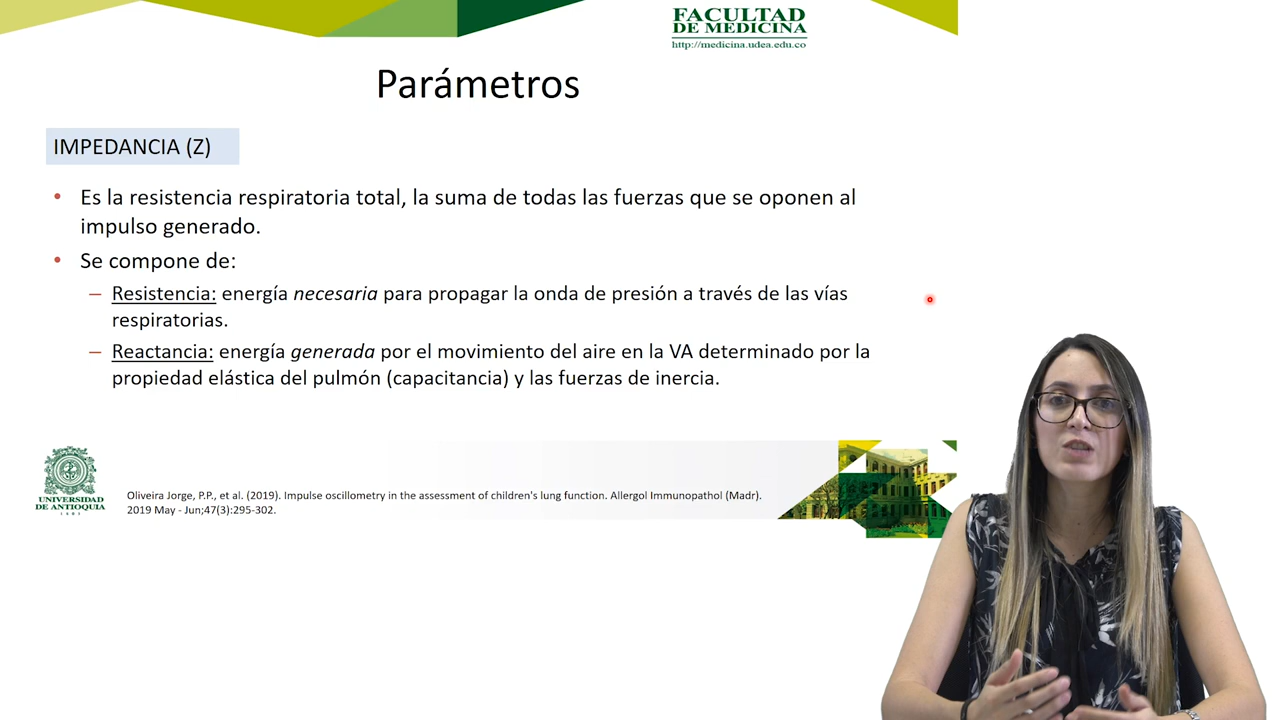 FACULTAD
DE MEDICINA
http://medicina.udea.edu.co
Parámetros
IMPEDANCIA (Z)
• Es la resistencia respiratoria total, la suma de todas las fuerzas que se oponen al
impulso generado.
• Se compone de:
– Resistencia: energía necesaria para propagar la onda de presión a través de las vías
respiratorias.
– Reactancia: energía generada por el movimiento del aire en la VA determinado por la
propiedad elástica del pulmón (capacitancia) y las fuerzas de inercia.
UNIVERSIDAD
DE ANTIOQUIA
1803
Oliveira Jorge, P.P., et al. (2019). Impulse oscillometry in the assessment of children's lung function. Allergol Immunopathol (Madr).
2019 May - Jun;47(3):295-302.